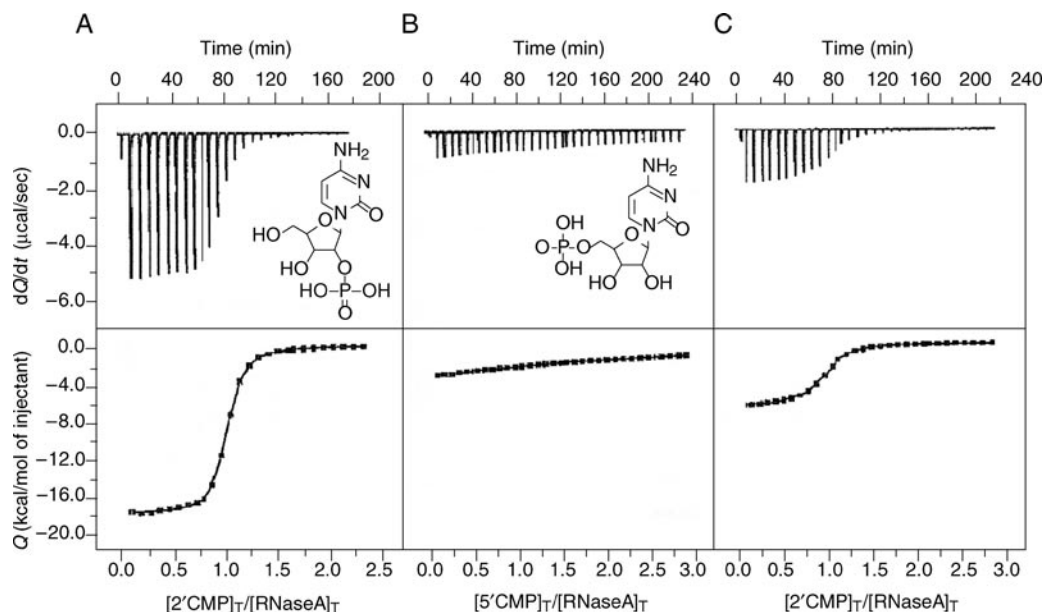 A
B
C
Time (min)
Time (min)
Time (min)
0 40 80 120 160 200
0 40 80 120 160 200 240
0 40 80 120 160 200 240
dQ/dt (µcal/sec)
0.0
−2.0
−4.0
−6.0
NH2
N
N
O
O
HO
HO
O
HO−P−OH
O
NH2
N
N
O
OH
O−P−O
OH
O
HO OH
Q (kcal/mol of injectant)
0.0
−4.0
−8.0
−12.0
−16.0
−20.0
0.0 0.5 1.0 1.5 2.0 2.5
0.0 0.5 1.0 1.5 2.0 2.5 3.0
0.0 0.5 1.0 1.5 2.0 2.5 3.0
[2′CMP]T/[RNaseA]T
[5′CMP]T/[RNaseA]T
[2′CMP]T/[RNaseA]T